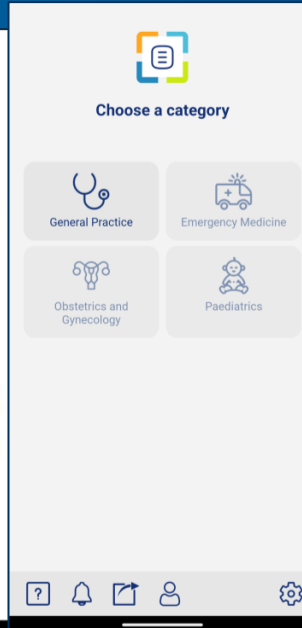 Choose a category
General Practice
Emergency Medicine
Obstetrics and
Gynecology
Paediatrics
?